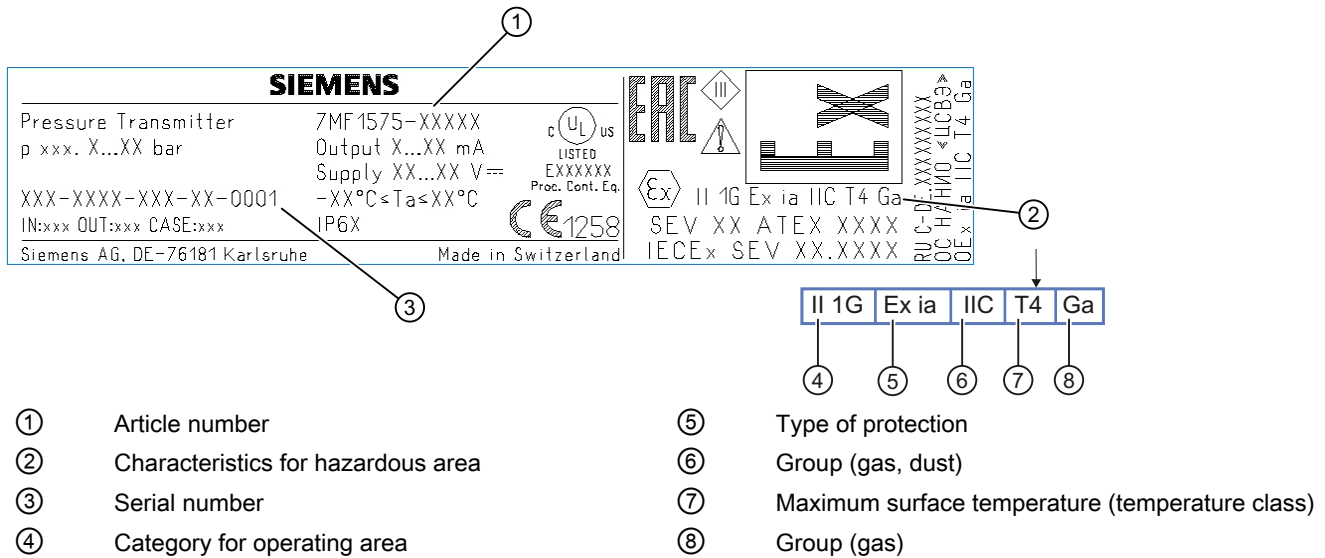 ①
SIEMENS
Pressure Transmitter
p xxx. X...XX bar
XXX-XXXX-XXX-XX-0001
IN:xxx OUT:xxx CASE:xxx
7MF1575-XXXXX
Output X...XX mA
Supply XX...XX V
-XX°C≤Ta≤XX°C
IP6X
c UL us
LISTED
EXXXXXX
Proc. Cont. Eq.
CE 1258
Siemens AG, DE-76181 Karlsruhe Made in Switzerland
EAC
III
!
Ex II 1G Ex ia IIC T4 Ga
SEV XX ATEX XXXX
IECEx SEV XX.XXXX
ОС НАНИО «ЦСВЭ»
OEx ia IIC T4 Ga
②
③
II 1G Ex ia IIC T4 Ga
④ ⑤ ⑥ ⑦ ⑧
① Article number
② Characteristics for hazardous area
③ Serial number
④ Category for operating area
⑤ Type of protection
⑥ Group (gas, dust)
⑦ Maximum surface temperature (temperature class)
⑧ Group (gas)